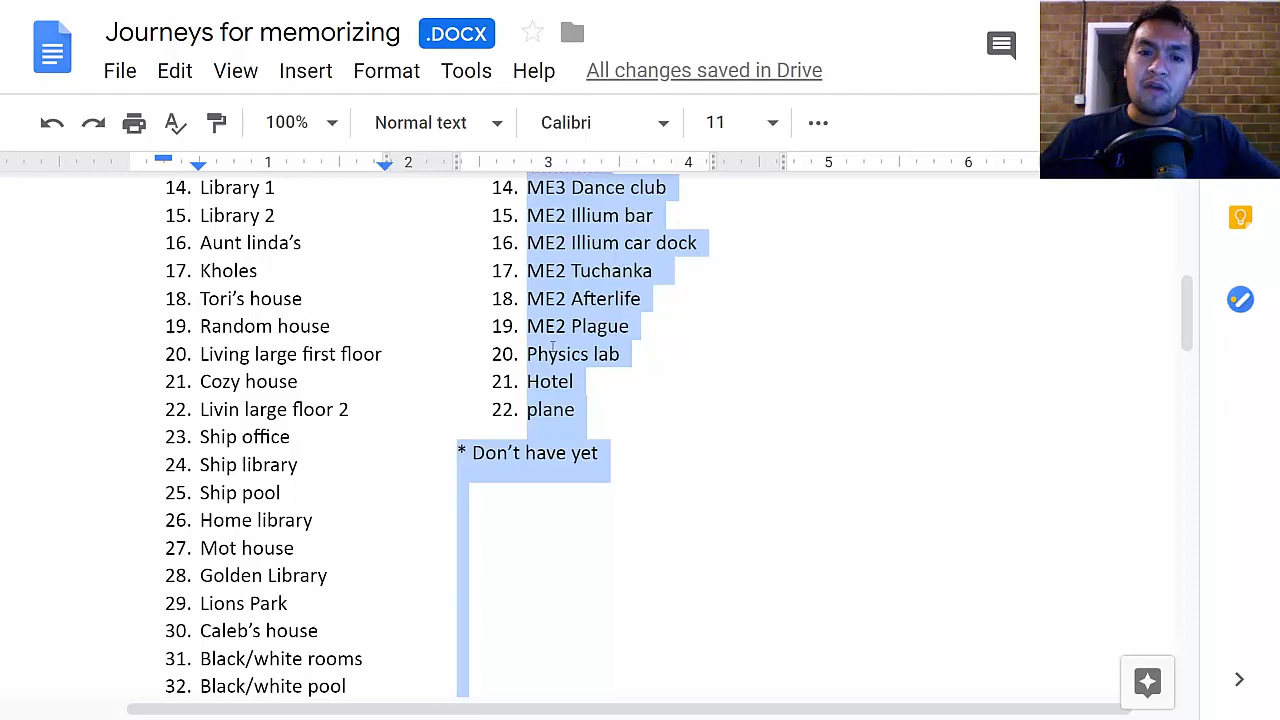 Journeys for memorizing .DOCX
File Edit View Insert Format Tools Help All changes saved in Drive
100% Normal text Calibri 11
1 2 3 4 5 6
14. Library 1
15. Library 2
16. Aunt linda’s
17. Kholes
18. Tori’s house
19. Random house
20. Living large first floor
21. Cozy house
22. Livin large floor 2
23. Ship office
24. Ship library
25. Ship pool
26. Home library
27. Mot house
28. Golden Library
29. Lions Park
30. Caleb’s house
31. Black/white rooms
32. Black/white pool
14. ME3 Dance club
15. ME2 Illium bar
16. ME2 Illium car dock
17. ME2 Tuchanka
18. ME2 Afterlife
19. ME2 Plague
20. Physics lab
21. Hotel
22. plane
* Don’t have yet